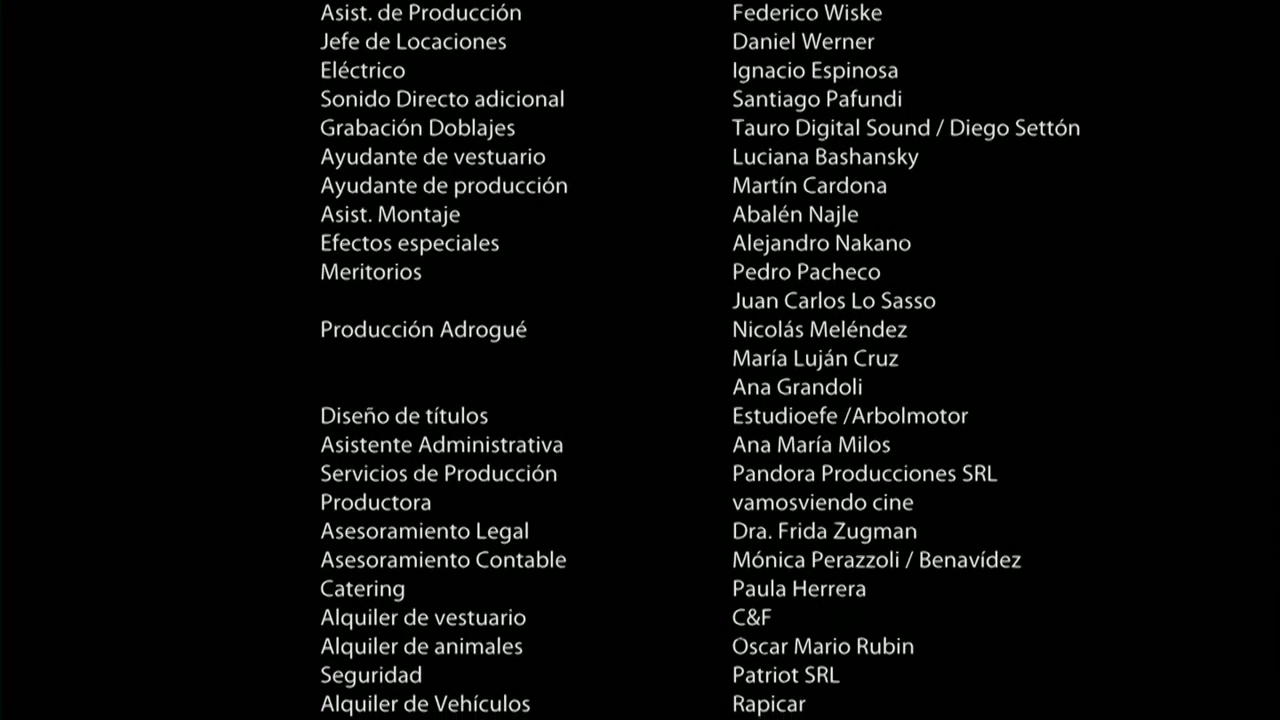 Asist. de Producción Federico Wiske
Jefe de Locaciones Daniel Werner
Eléctrico Ignacio Espinosa
Sonido Directo adicional Santiago Pafundi
Grabación Doblajes Tauro Digital Sound / Diego Settón
Ayudante de vestuario Luciana Bashansky
Ayudante de producción Martín Cardona
Asist. Montaje Abalén Najle
Efectos especiales Alejandro Nakano
Meritorios Pedro Pacheco
Juan Carlos Lo Sasso
Producción Adrogué Nicolás Meléndez
María Luján Cruz
Ana Grandoli
Diseño de títulos Estudioefe /Arbolmotor
Asistente Administrativa Ana María Milos
Servicios de Producción Pandora Producciones SRL
Productora vamosviendo cine
Asesoramiento Legal Dra. Frida Zugman
Asesoramiento Contable Mónica Perazzoli / Benavídez
Catering Paula Herrera
Alquiler de vestuario C&F
Alquiler de animales Oscar Mario Rubin
Seguridad Patriot SRL
Alquiler de Vehículos Rapicar